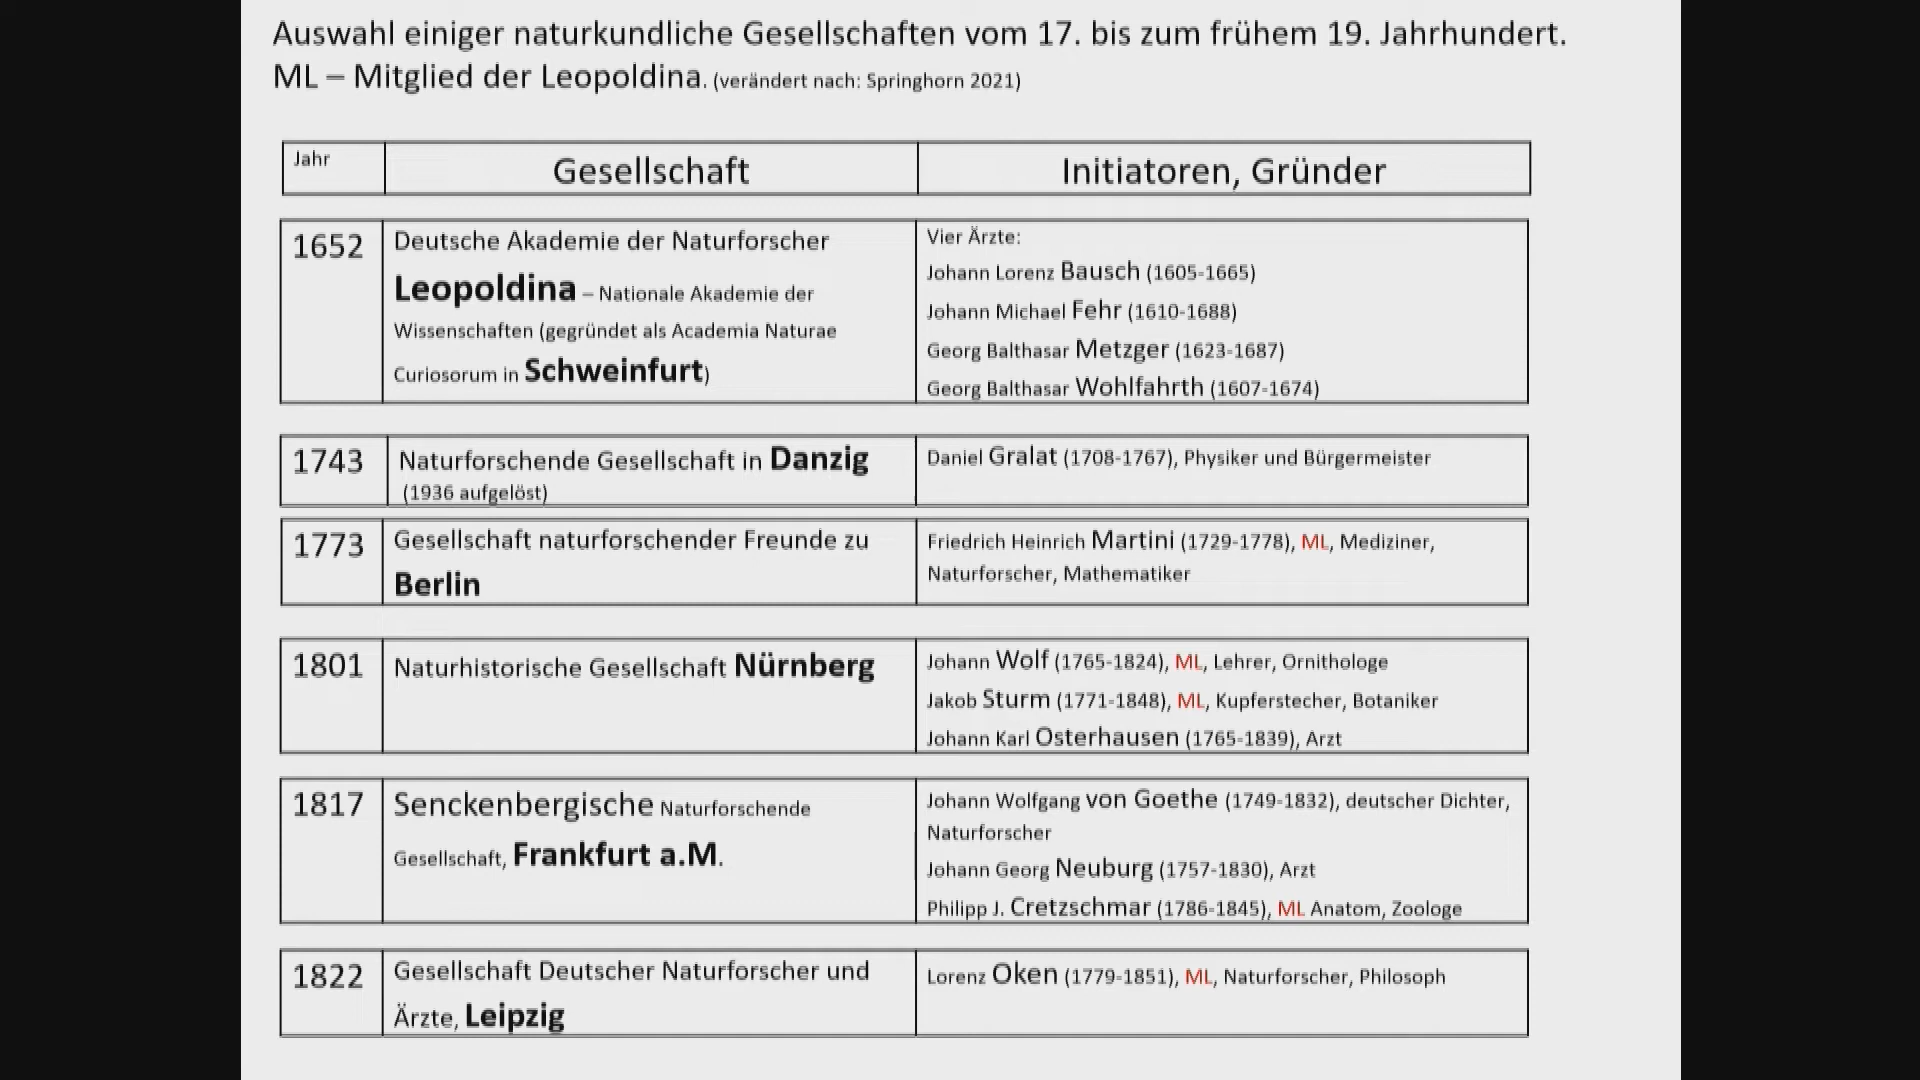 Auswahl einiger naturkundliche Gesellschaften vom 17. bis zum frühem 19. Jahrhundert.
ML – Mitglied der Leopoldina. (verändert nach: Springhorn 2021)
Jahr
Gesellschaft
Initiatoren, Gründer
1652
Deutsche Akademie der Naturforscher
Leopoldina – Nationale Akademie der
Wissenschaften (gegründet als Academia Naturae
Curiosorum in Schweinfurt)
Vier Ärzte:
Johann Lorenz Bausch (1605-1665)
Johann Michael Fehr (1610-1688)
Georg Balthasar Metzger (1623-1687)
Georg Balthasar Wohlfahrth (1607-1674)
1743
Naturforschende Gesellschaft in Danzig
(1936 aufgelöst)
Daniel Gralat (1708-1767), Physiker und Bürgermeister
1773
Gesellschaft naturforschender Freunde zu
Berlin
Friedrich Heinrich Martini (1729-1778), ML, Mediziner,
Naturforscher, Mathematiker
1801
Naturhistorische Gesellschaft Nürnberg
Johann Wolf (1765-1824), ML, Lehrer, Ornithologe
Jakob Sturm (1771-1848), ML, Kupferstecher, Botaniker
Johann Karl Osterhausen (1765-1839), Arzt
1817
Senckenbergische Naturforschende
Gesellschaft, Frankfurt a.M.
Johann Wolfgang von Goethe (1749-1832), deutscher Dichter,
Naturforscher
Johann Georg Neuburg (1757-1830), Arzt
Philipp J. Cretzschmar (1786-1845), ML Anatom, Zoologe
1822
Gesellschaft Deutscher Naturforscher und
Ärzte, Leipzig
Lorenz Oken (1779-1851), ML, Naturforscher, Philosoph